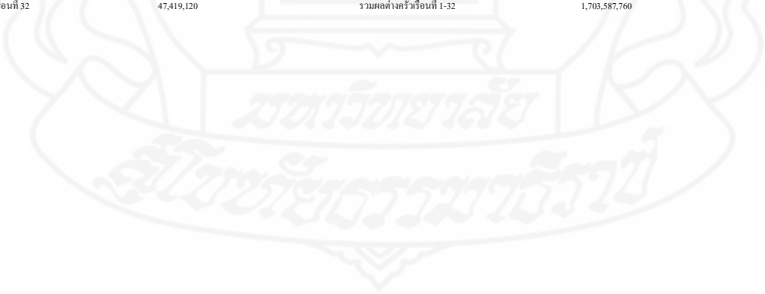 อนที่ 32 47,419,120 รวมผลต่างครัวเรือนที่ 1-32 1,703,587,760
มหาวิทยาลัย
สุโขทัยธรรมาธิราช